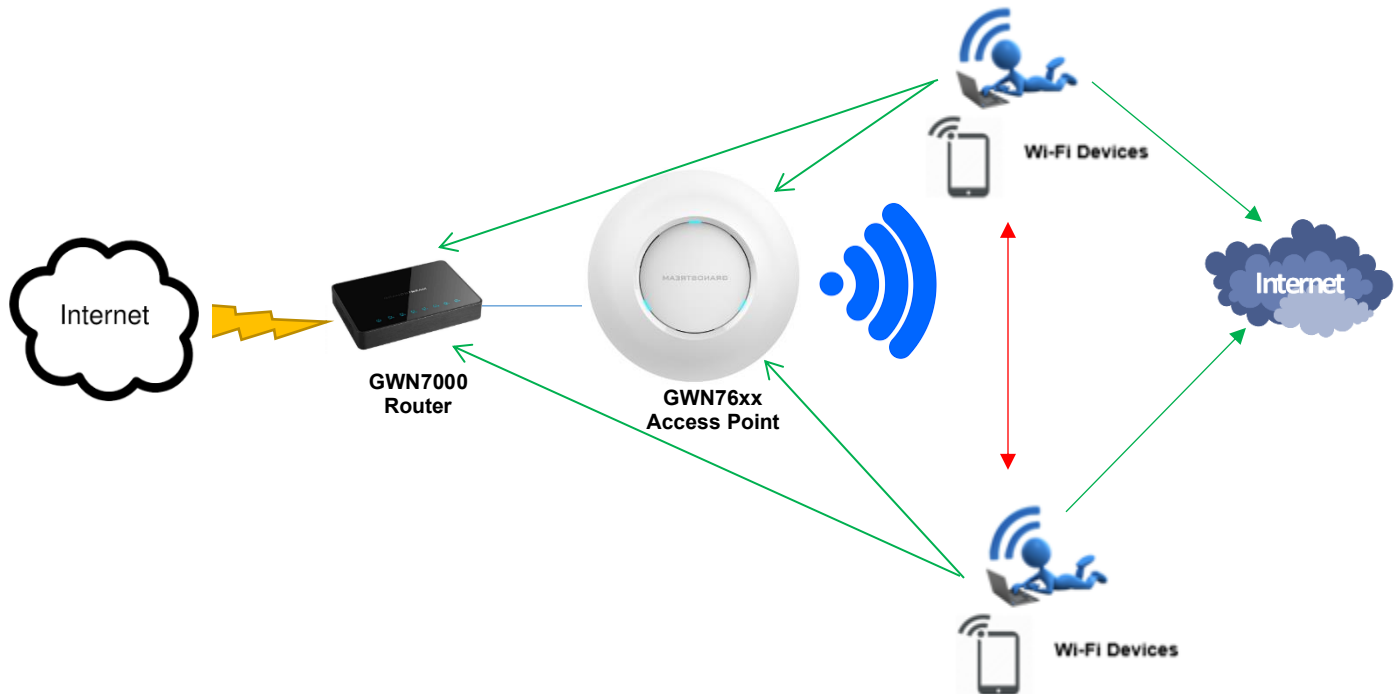 Wi-Fi Devices
Internet
Internet
GWN7000
Router
GWN76xx
Access Point
Wi-Fi Devices